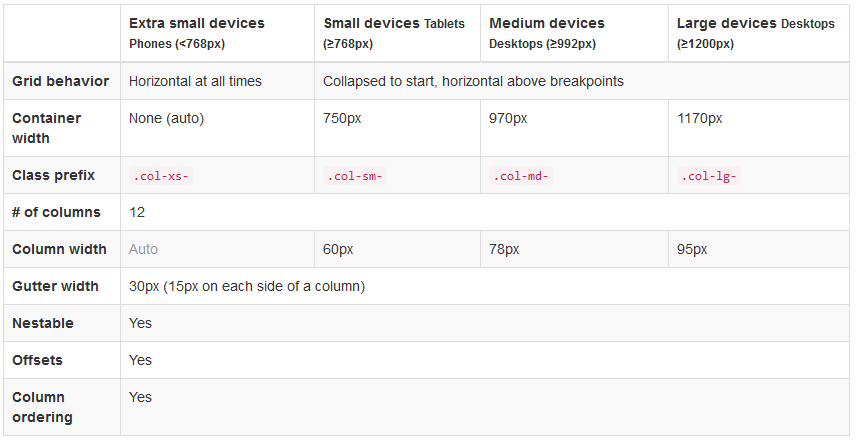 Extra small devices
Phones (<768px)
Small devices Tablets
(≥768px)
Medium devices
Desktops (≥992px)
Large devices Desktops
(≥1200px)
Grid behavior
Horizontal at all times
Collapsed to start, horizontal above breakpoints
Container
width
None (auto)
750px
970px
1170px
Class prefix
.col-xs-
.col-sm-
.col-md-
.col-lg-
# of columns
12
Column width
Auto
60px
78px
95px
Gutter width
30px (15px on each side of a column)
Nestable
Yes
Offsets
Yes
Column
ordering
Yes